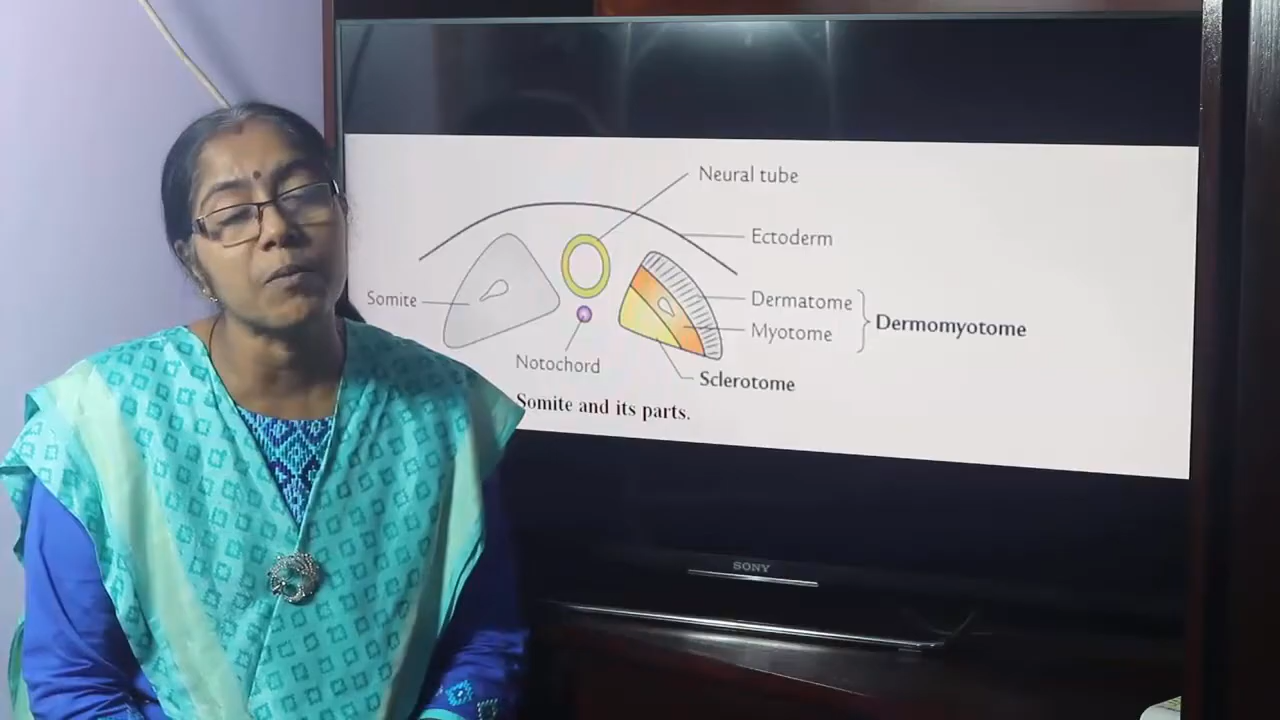 Neural tube
Ectoderm
Somite
Dermatome
Myotome
Dermomyotome
Notochord
Sclerotome
Somite and its parts.
SONY